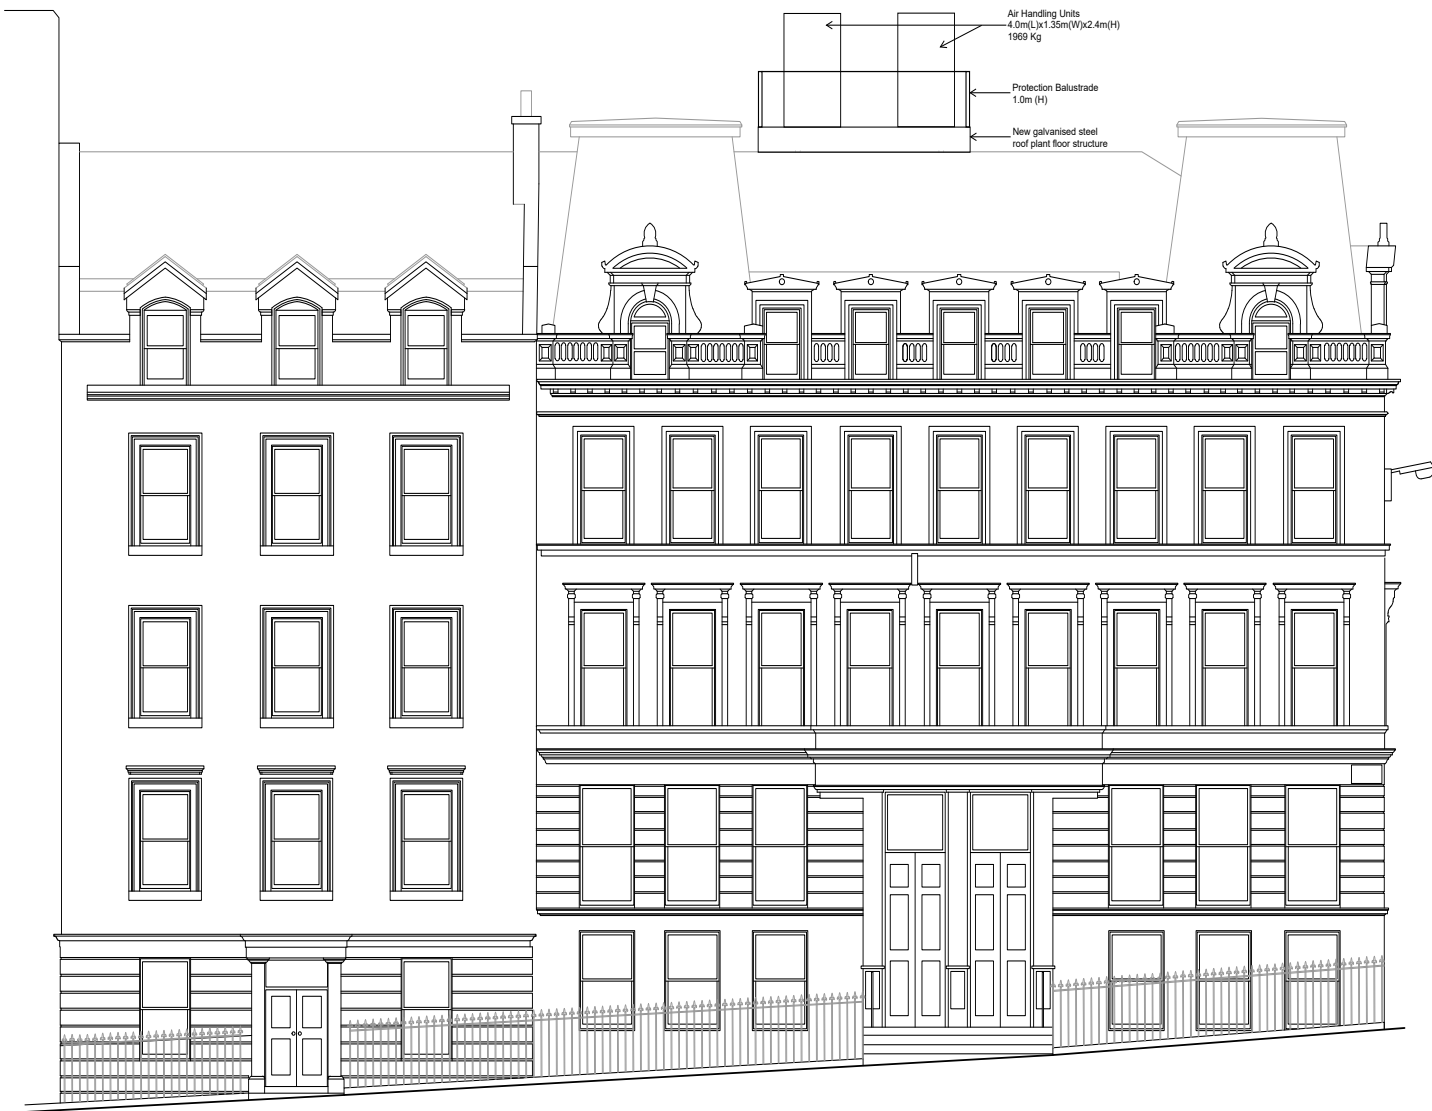 Air Handling Units
4.0m(L)x1.35m(W)x2.4m(H)
1969 Kg
Protection Balustrade
1.0m (H)
New galvanised steel
roof plant floor structure